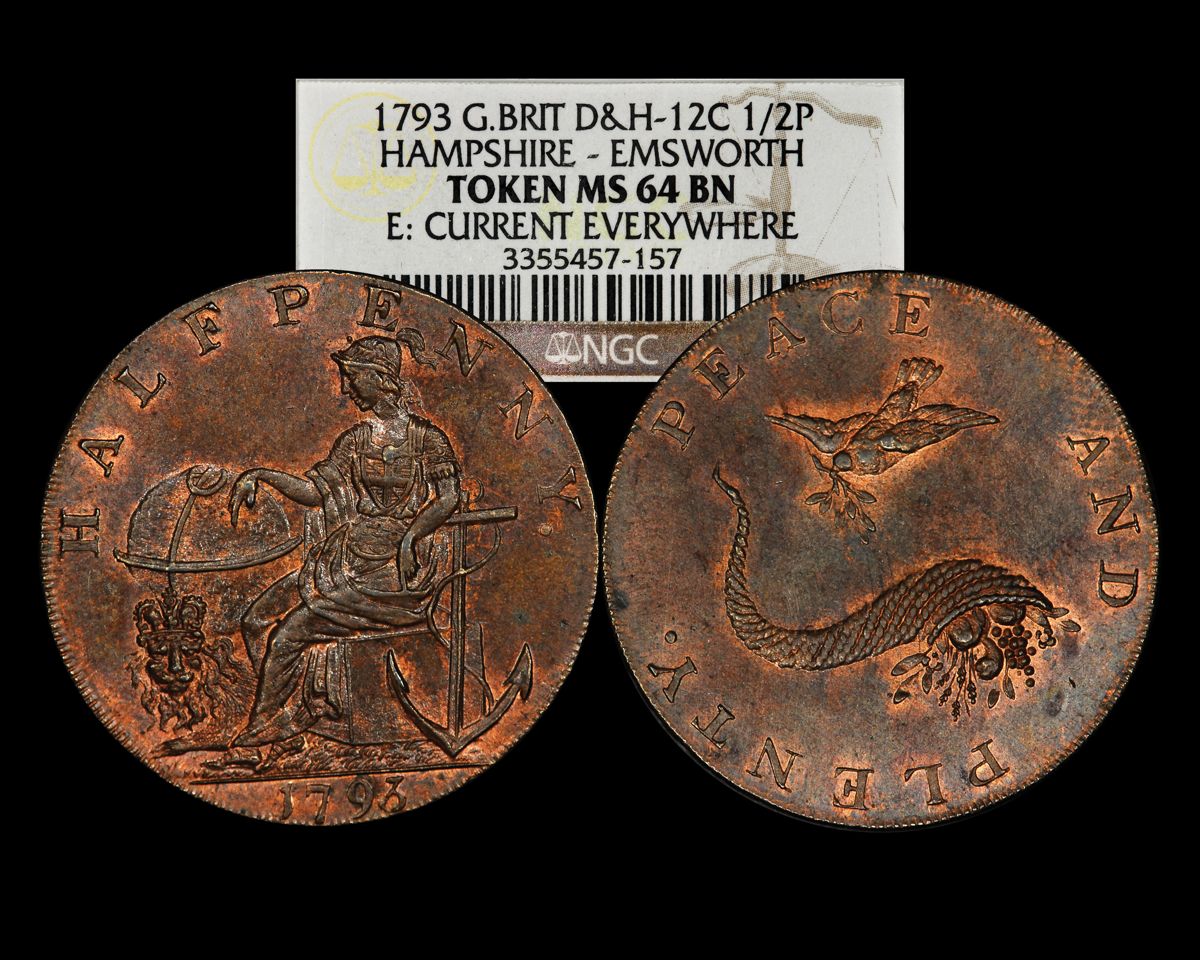 1793 G.BRIT D&H-12C 1/2P
HAMPSHIRE - EMSWORTH
TOKEN MS 64 BN
E: CURRENT EVERYWHERE
3355457-157
NGC
HALFPENNY.
1793
PEACE AND PLENTY.